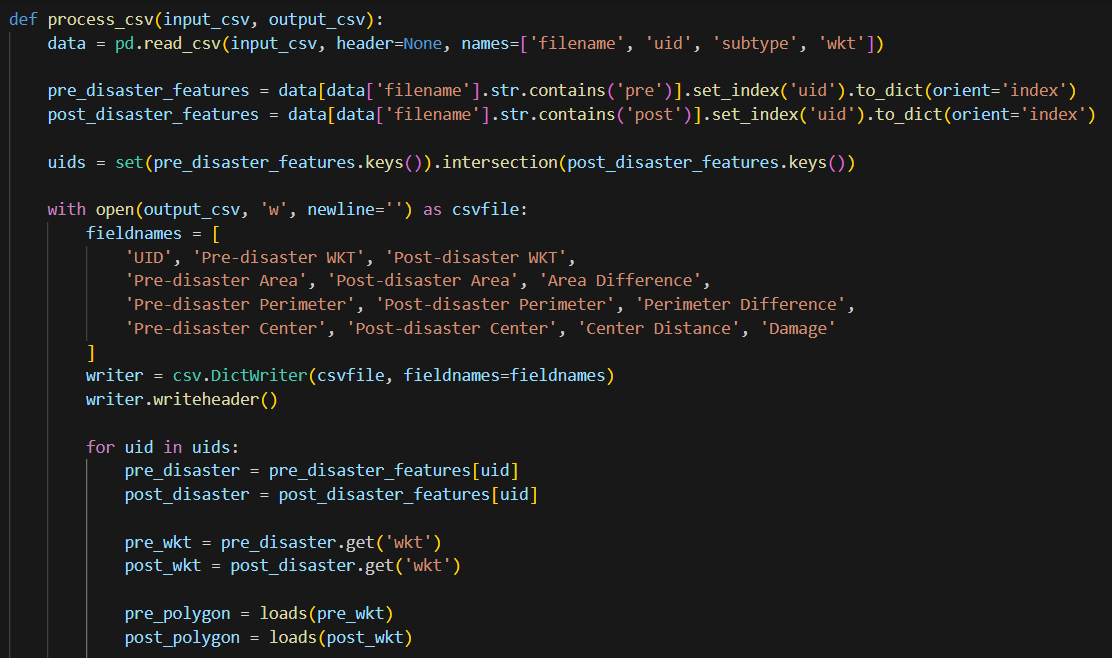 def process_csv(input_csv, output_csv):
    data = pd.read_csv(input_csv, header=None, names=['filename', 'uid', 'subtype', 'wkt'])

    pre_disaster_features = data[data['filename'].str.contains('pre')].set_index('uid').to_dict(orient='index')
    post_disaster_features = data[data['filename'].str.contains('post')].set_index('uid').to_dict(orient='index')

    uids = set(pre_disaster_features.keys()).intersection(post_disaster_features.keys())

    with open(output_csv, 'w', newline='') as csvfile:
        fieldnames = [
            'UID', 'Pre-disaster WKT', 'Post-disaster WKT',
            'Pre-disaster Area', 'Post-disaster Area', 'Area Difference',
            'Pre-disaster Perimeter', 'Post-disaster Perimeter', 'Perimeter Difference',
            'Pre-disaster Center', 'Post-disaster Center', 'Center Distance', 'Damage'
        ]
        writer = csv.DictWriter(csvfile, fieldnames=fieldnames)
        writer.writeheader()

        for uid in uids:
            pre_disaster = pre_disaster_features[uid]
            post_disaster = post_disaster_features[uid]

            pre_wkt = pre_disaster.get('wkt')
            post_wkt = post_disaster.get('wkt')

            pre_polygon = loads(pre_wkt)
            post_polygon = loads(post_wkt)